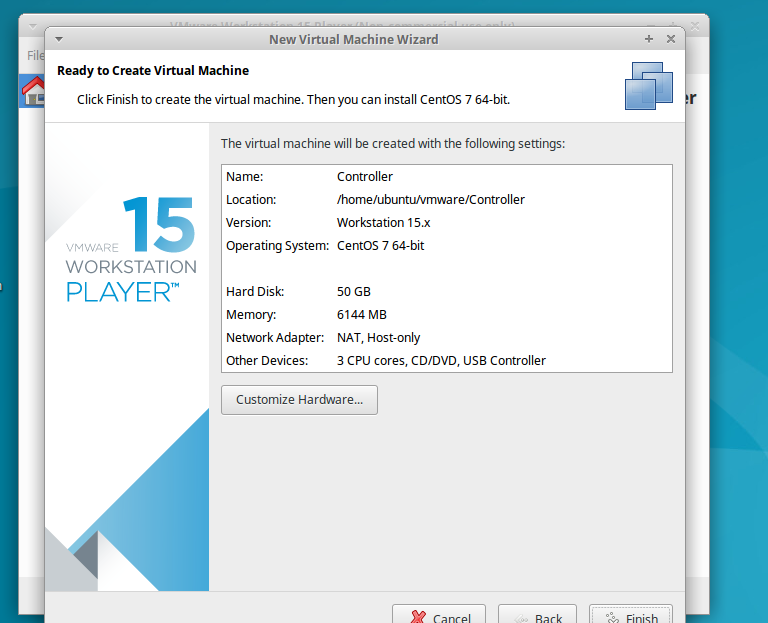 VMware Workstation 15 Player (Non-commercial use only)
New Virtual Machine Wizard
File
Ready to Create Virtual Machine
Click Finish to create the virtual machine. Then you can install CentOS 7 64-bit.
er
The virtual machine will be created with the following settings:
Name: Controller
Location: /home/ubuntu/vmware/Controller
Version: Workstation 15.x
Operating System: CentOS 7 64-bit
Hard Disk: 50 GB
Memory: 6144 MB
Network Adapter: NAT, Host-only
Other Devices: 3 CPU cores, CD/DVD, USB Controller
15
VMWARE
WORKSTATION
PLAYER™
Customize Hardware...
Cancel Back Finish